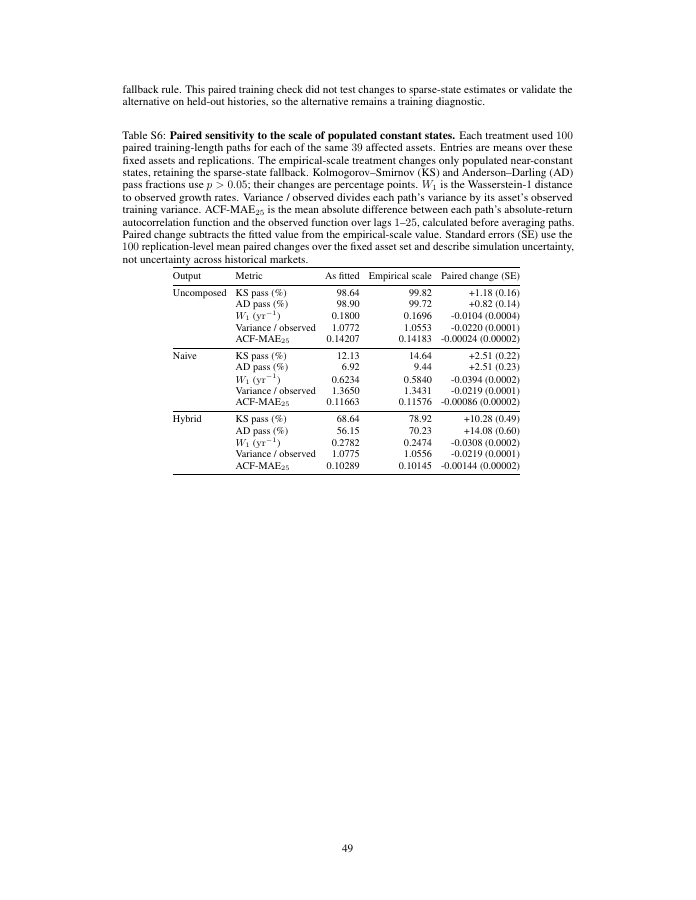 fallback rule. This paired training check did not test changes to sparse-state estimates or validate the
alternative on held-out histories, so the alternative remains a training diagnostic.
Table S6: Paired sensitivity to the scale of populated constant states. Each treatment used 100
paired training-length paths for each of the same 39 affected assets. Entries are means over these
fixed assets and replications. The empirical-scale treatment changes only populated near-constant
states, retaining the sparse-state fallback. Kolmogorov–Smirnov (KS) and Anderson–Darling (AD)
pass fractions use p > 0.05; their changes are percentage points. W₁ is the Wasserstein-1 distance
to observed growth rates. Variance / observed divides each path's variance by its asset's observed
training variance. ACF-MAE₂₅ is the mean absolute difference between each path's absolute-return
autocorrelation function and the observed function over lags 1–25, calculated before averaging paths.
Paired change subtracts the fitted value from the empirical-scale value. Standard errors (SE) use the
100 replication-level mean paired changes over the fixed asset set and describe simulation uncertainty,
not uncertainty across historical markets.
Output Metric As fitted Empirical scale Paired change (SE)
Uncomposed KS pass (%) 98.64 99.82 +1.18 (0.16)
AD pass (%) 98.90 99.72 +0.82 (0.14)
W₁ (yr⁻¹) 0.1800 0.1696 -0.0104 (0.0004)
Variance / observed 1.0772 1.0553 -0.0220 (0.0001)
ACF-MAE₂₅ 0.14207 0.14183 -0.00024 (0.00002)
Naive KS pass (%) 12.13 14.64 +2.51 (0.22)
AD pass (%) 6.92 9.44 +2.51 (0.23)
W₁ (yr⁻¹) 0.6234 0.5840 -0.0394 (0.0002)
Variance / observed 1.3650 1.3431 -0.0219 (0.0001)
ACF-MAE₂₅ 0.11663 0.11576 -0.00086 (0.00002)
Hybrid KS pass (%) 68.64 78.92 +10.28 (0.49)
AD pass (%) 56.15 70.23 +14.08 (0.60)
W₁ (yr⁻¹) 0.2782 0.2474 -0.0308 (0.0002)
Variance / observed 1.0775 1.0556 -0.0219 (0.0001)
ACF-MAE₂₅ 0.10289 0.10145 -0.00144 (0.00002)
49